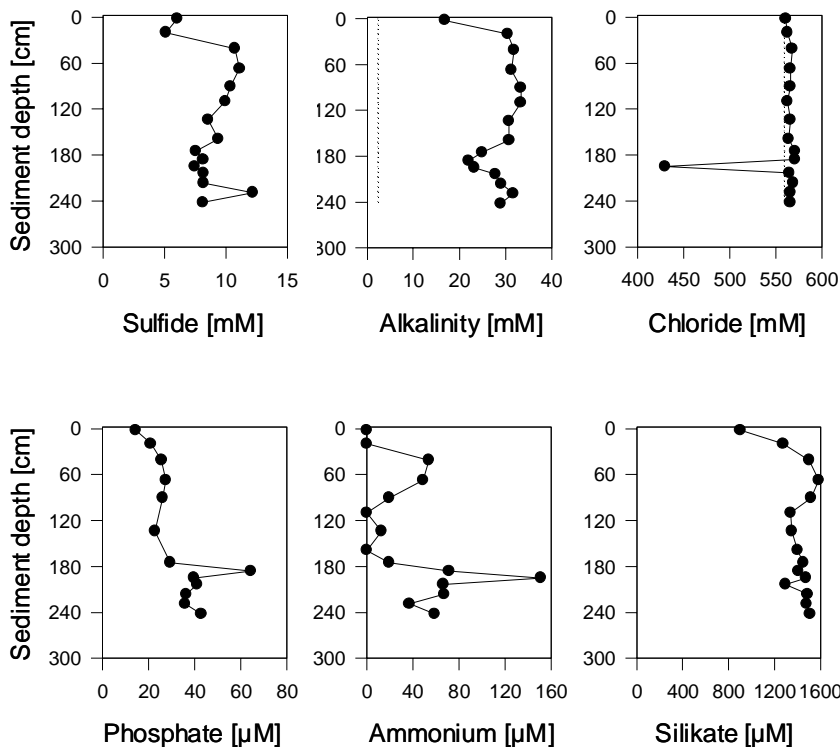 0
60
120
180
240
300
Sediment depth [cm]
0 5 10 15
Sulfide [mM]
0
60
120
180
240
300
0 10 20 30 40
Alkalinity [mM]
0
60
120
180
240
300
400 450 500 550 600
Chloride [mM]
0
60
120
180
240
300
Sediment depth [cm]
0 20 40 60 80
Phosphate [µM]
0
60
120
180
240
300
0 40 80 120 160
Ammonium [µM]
0
60
120
180
240
300
0 400 800 1200 1600
Silikate [µM]